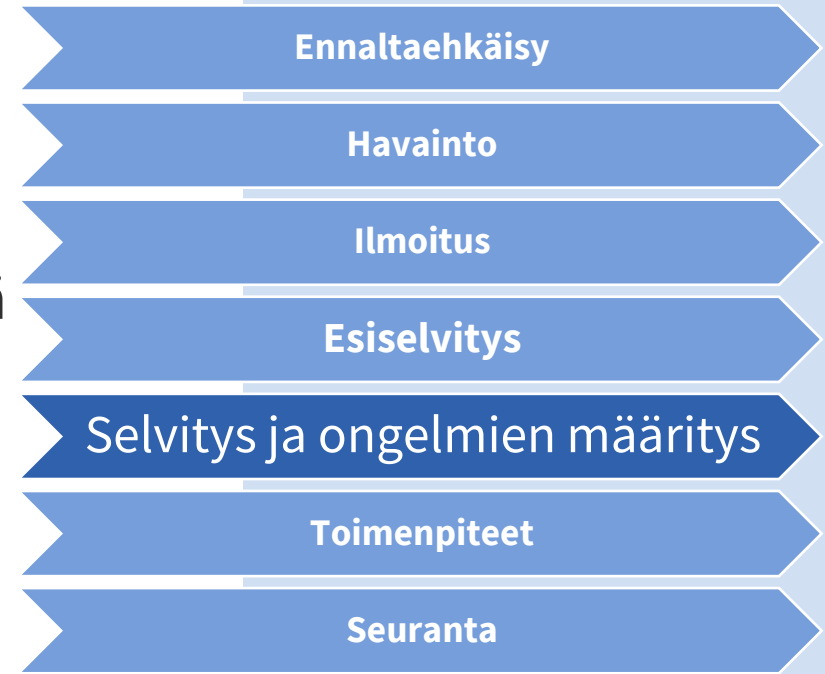 Ennaltaehkäisy
Havainto
Ilmoitus
Esiselvitys
Selvitys ja ongelmien määritys
Toimenpiteet
Seuranta